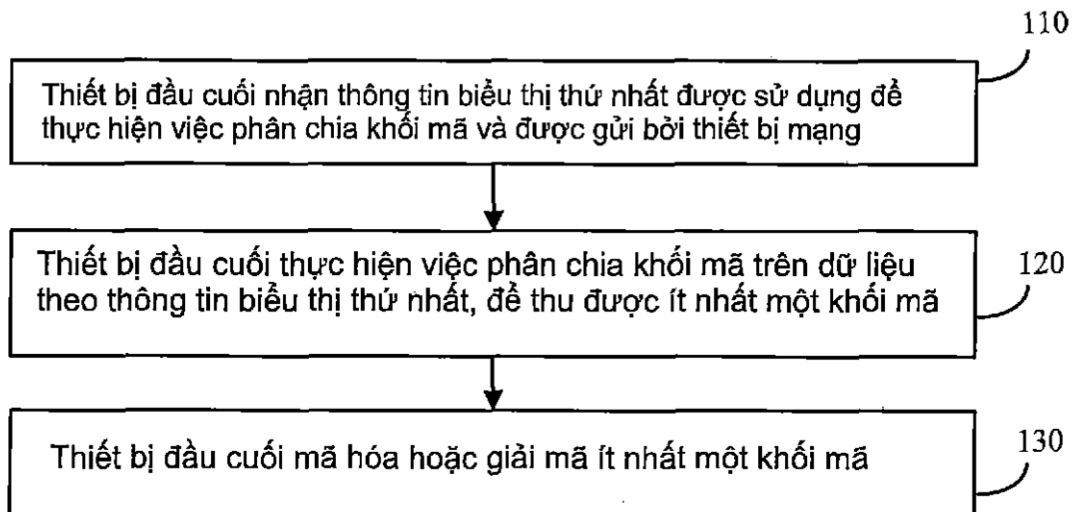 110
Thiết bị đầu cuối nhận thông tin biểu thị thứ nhất được sử dụng để
thực hiện việc phân chia khối mã và được gửi bởi thiết bị mạng
Thiết bị đầu cuối thực hiện việc phân chia khối mã trên dữ liệu
theo thông tin biểu thị thứ nhất, để thu được ít nhất một khối mã
120
Thiết bị đầu cuối mã hóa hoặc giải mã ít nhất một khối mã
130